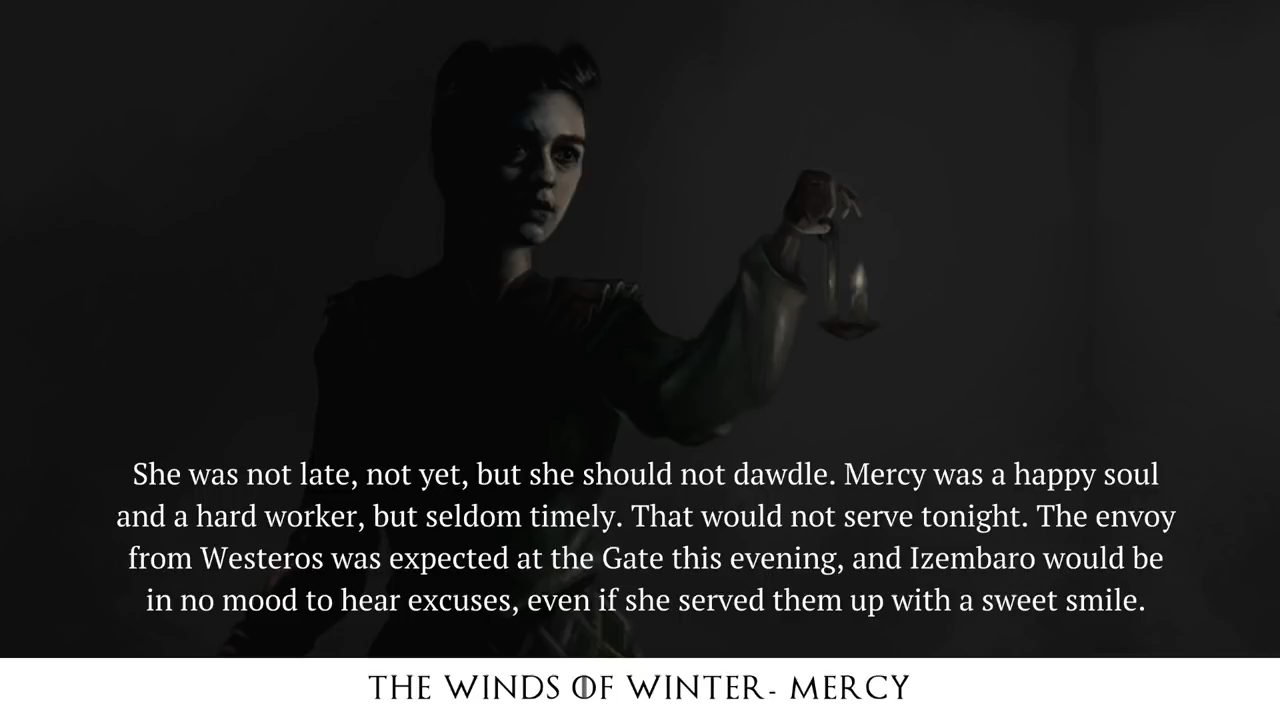 She was not late, not yet, but she should not dawdle. Mercy was a happy soul
and a hard worker, but seldom timely. That would not serve tonight. The envoy
from Westeros was expected at the Gate this evening, and Izembaro would be
in no mood to hear excuses, even if she served them up with a sweet smile.
THE WINDS OF WINTER- MERCY